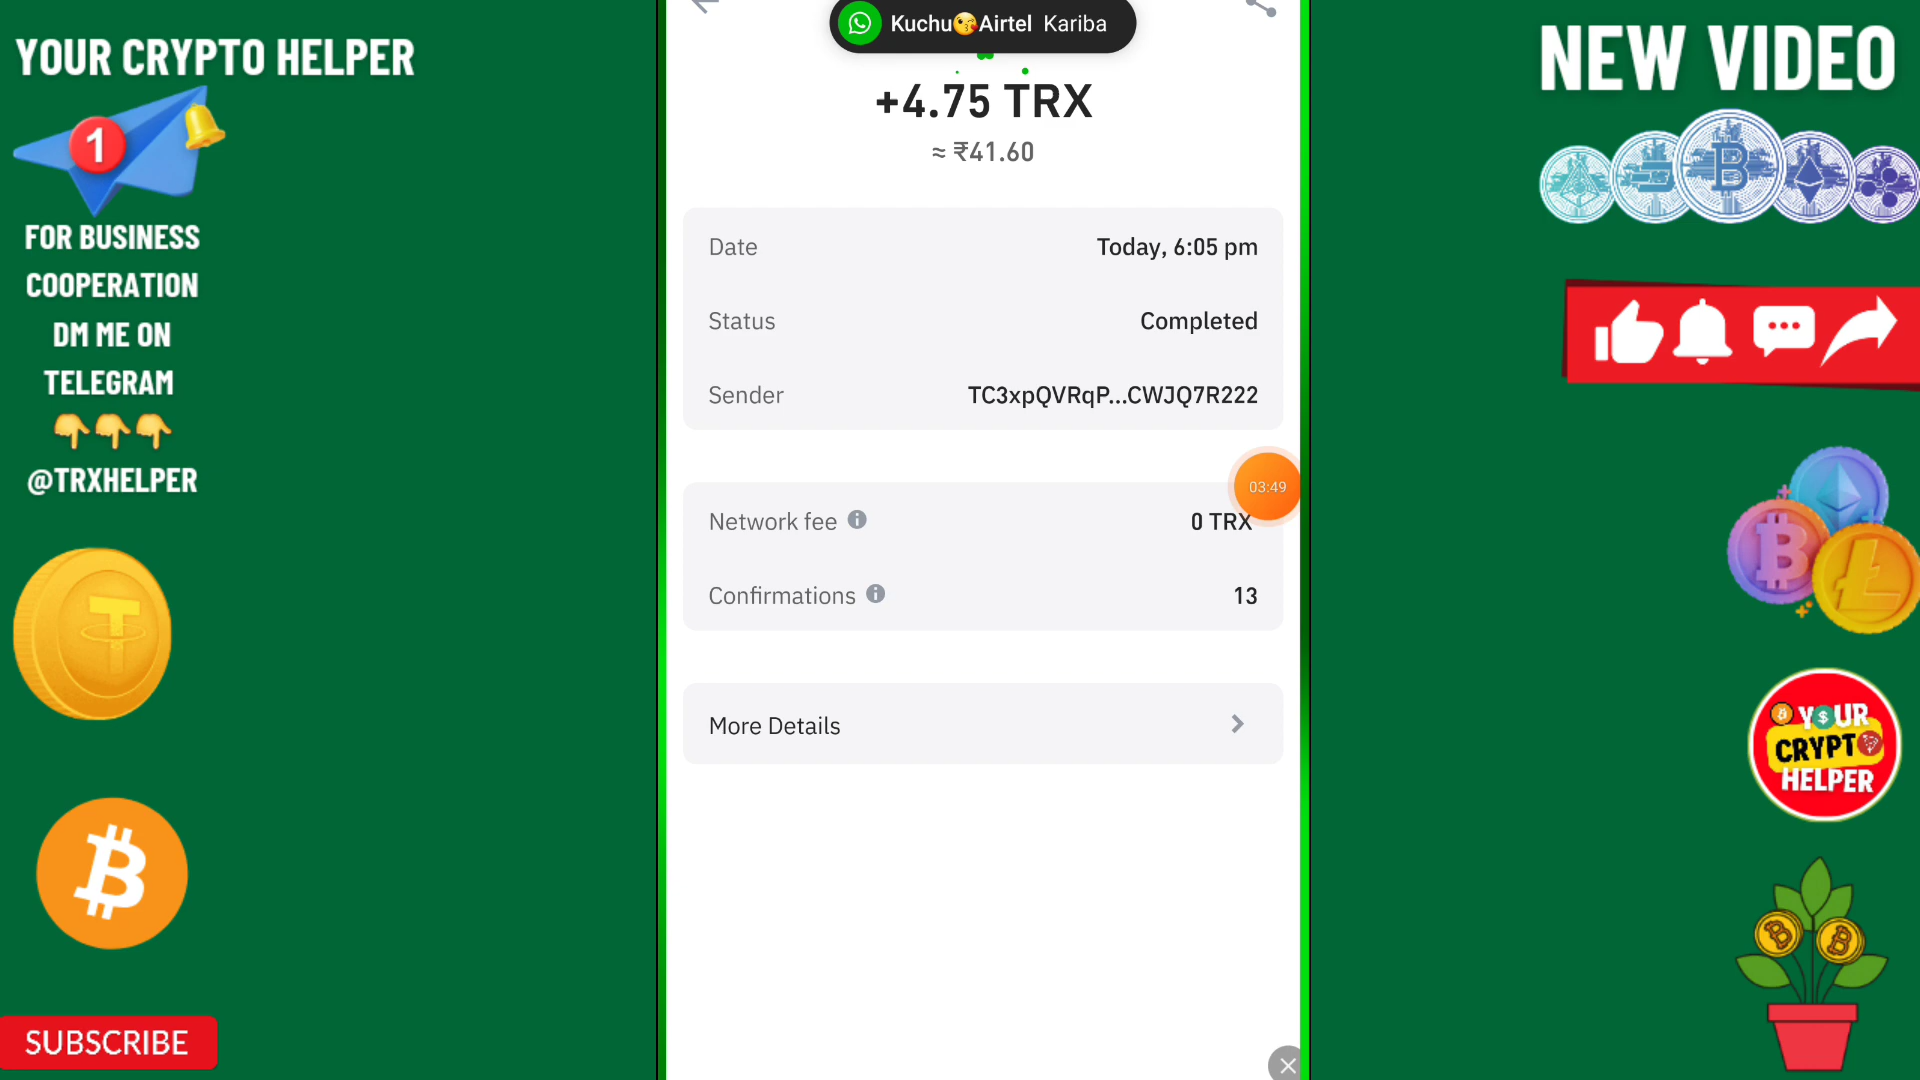 YOUR CRYPTO HELPER
1
FOR BUSINESS
COOPERATION
DM ME ON
TELEGRAM
👇👇👇
@TRXHELPER
SUBSCRIBE
Kuchu😘Airtel Kariba
+4.75 TRX
≈ ₹41.60
Date Today, 6:05 pm
Status Completed
Sender TC3xpQVRqP...CWJQ7R222
03:49
Network fee 0 TRX
Confirmations 13
More Details
NEW VIDEO
Y$UR
CRYPT
HELPER